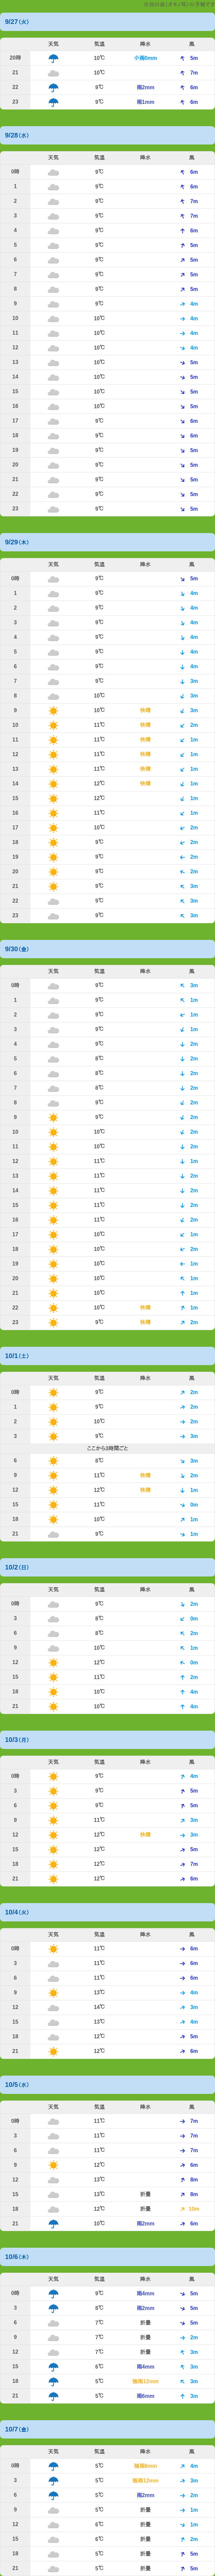 9/27(火)
天気 気温 降水 風
20時 10℃ 小雨0mm 5m
21 10℃ 7m
22 9℃ 雨2mm 6m
23 9℃ 雨1mm 6m
9/28(水)
天気 気温 降水 風
0時 9℃ 6m
1 9℃ 6m
2 9℃ 7m
3 9℃ 7m
4 9℃ 6m
5 9℃ 5m
6 9℃ 5m
7 9℃ 5m
8 9℃ 5m
9 9℃ 4m
10 10℃ 4m
11 10℃ 4m
12 10℃ 4m
13 10℃ 5m
14 10℃ 5m
15 10℃ 5m
16 10℃ 5m
17 9℃ 6m
18 9℃ 6m
19 9℃ 5m
20 9℃ 5m
21 9℃ 5m
22 9℃ 5m
23 9℃ 5m
9/29(木)
天気 気温 降水 風
0時 9℃ 5m
1 9℃ 4m
2 9℃ 4m
3 9℃ 4m
4 9℃ 4m
5 9℃ 4m
6 9℃ 4m
7 9℃ 3m
8 10℃ 3m
9 10℃ 快晴 3m
10 11℃ 快晴 2m
11 11℃ 快晴 1m
12 11℃ 快晴 1m
13 11℃ 快晴 2m
14 12℃ 快晴 1m
15 12℃ 1m
16 11℃ 1m
17 10℃ 2m
18 9℃ 2m
19 9℃ 2m
20 9℃ 2m
21 9℃ 3m
22 9℃ 3m
23 9℃ 3m
9/30(金)
天気 気温 降水 風
0時 9℃ 3m
1 9℃ 1m
2 9℃ 1m
3 9℃ 1m
4 9℃ 2m
5 8℃ 2m
6 8℃ 2m
7 8℃ 2m
8 9℃ 2m
9 9℃ 2m
10 10℃ 2m
11 10℃ 2m
12 11℃ 1m
13 11℃ 2m
14 11℃ 2m
15 11℃ 2m
16 11℃ 2m
17 10℃ 1m
18 10℃ 2m
19 10℃ 1m
20 10℃ 1m
21 10℃ 1m
22 10℃ 快晴 1m
23 9℃ 快晴 2m
10/1(土)
天気 気温 降水 風
0時 9℃ 2m
1 9℃ 2m
2 10℃ 2m
3 9℃ 3m
ここから3時間ごと
6 8℃ 3m
9 11℃ 快晴 2m
12 12℃ 快晴 1m
15 11℃ 0m
18 10℃ 1m
21 9℃ 1m
10/2(日)
天気 気温 降水 風
0時 9℃ 2m
3 8℃ 0m
6 8℃ 2m
9 10℃ 1m
12 12℃ 0m
15 11℃ 2m
18 10℃ 4m
21 10℃ 4m
10/3(月)
天気 気温 降水 風
0時 9℃ 4m
3 9℃ 5m
6 9℃ 5m
9 11℃ 3m
12 12℃ 快晴 3m
15 12℃ 5m
18 12℃ 7m
21 12℃ 6m
10/4(火)
天気 気温 降水 風
0時 11℃ 6m
3 11℃ 6m
6 11℃ 6m
9 13℃ 4m
12 14℃ 3m
15 13℃ 4m
18 12℃ 5m
21 12℃ 6m
10/5(水)
天気 気温 降水 風
0時 11℃ 7m
3 11℃ 7m
6 11℃ 7m
9 12℃ 6m
12 13℃ 8m
15 13℃ 折曇 8m
18 12℃ 折曇 10m
21 10℃ 雨2mm 6m
10/6(木)
天気 気温 降水 風
0時 9℃ 雨4mm 5m
3 8℃ 雨2mm 5m
6 7℃ 折曇 5m
9 7℃ 折曇 2m
12 7℃ 折曇 3m
15 6℃ 雨4mm 3m
18 5℃ 強雨12mm 3m
21 5℃ 雨6mm 3m
10/7(金)
天気 気温 降水 風
0時 5℃ 強雨8mm 4m
3 5℃ 強雨12mm 3m
6 5℃ 雨2mm 2m
9 5℃ 折曇 1m
12 6℃ 折曇 1m
15 6℃ 折曇 2m
18 5℃ 折曇 5m
21 5℃ 折曇 5m